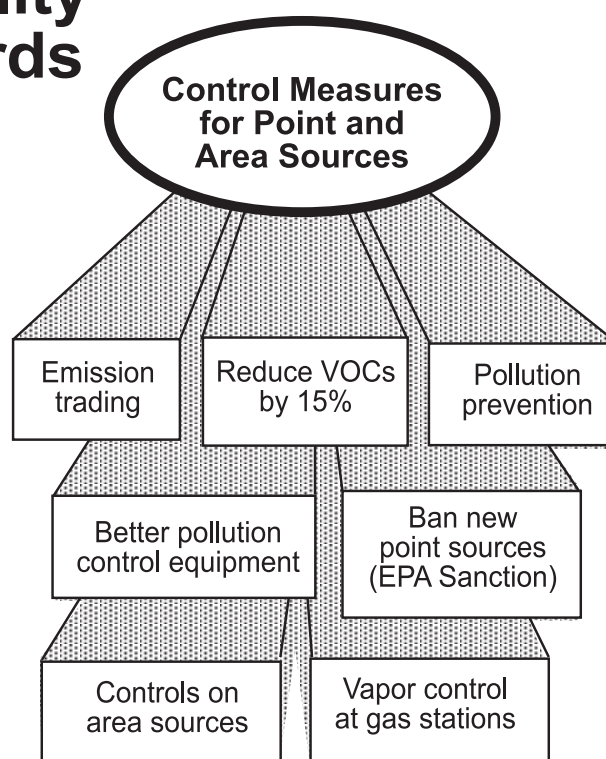 Control Measures
for Point and
Area Sources
Emission
trading
Reduce VOCs
by 15%
Pollution
prevention
Better pollution
control equipment
Ban new
point sources
(EPA Sanction)
Controls on
area sources
Vapor control
at gas stations